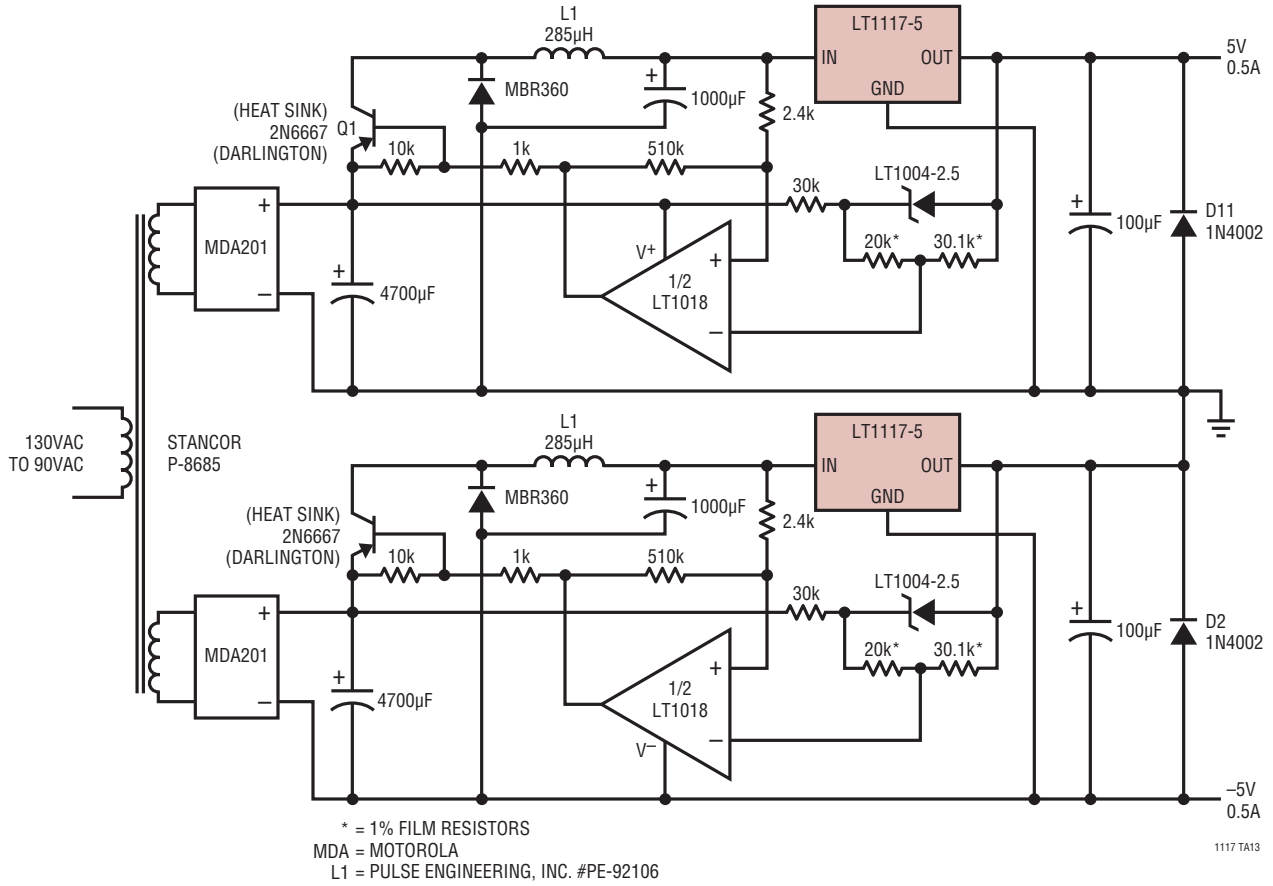 L1
285µH
LT1117-5
IN
OUT
GND
5V
0.5A
MBR360
+
1000µF
2.4k
(HEAT SINK)
2N6667
(DARLINGTON)
Q1
10k
1k
510k
30k
LT1004-2.5
20k*
30.1k*
+
100µF
D11
1N4002
MDA201
+
–
+
4700µF
V+
+
1/2
LT1018
–
130VAC
TO 90VAC
STANCOR
P-8685
L1
285µH
LT1117-5
IN
OUT
GND
MBR360
+
1000µF
2.4k
(HEAT SINK)
2N6667
(DARLINGTON)
10k
1k
510k
30k
LT1004-2.5
20k*
30.1k*
+
100µF
D2
1N4002
MDA201
+
–
+
4700µF
+
1/2
LT1018
–
V–
–5V
0.5A
* = 1% FILM RESISTORS
MDA = MOTOROLA
L1 = PULSE ENGINEERING, INC. #PE-92106
1117 TA13